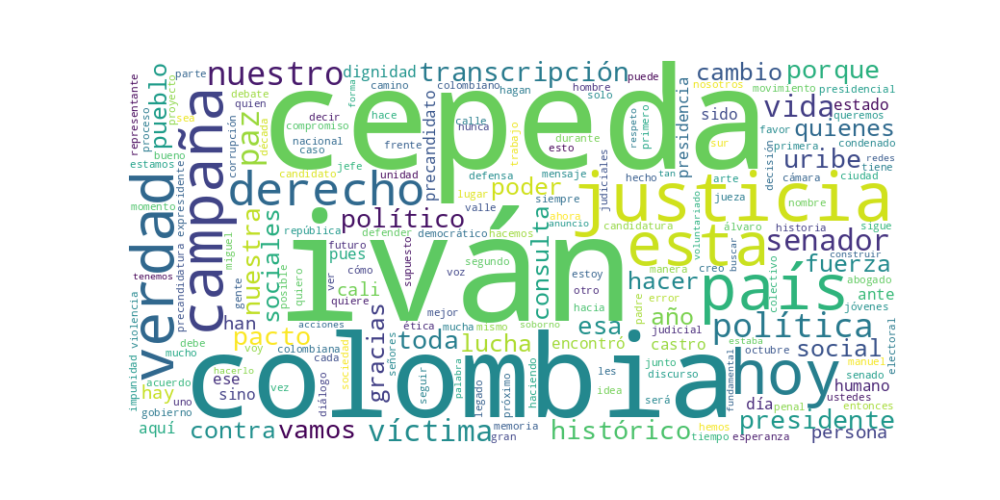 cepeda
iván
colombia
justicia
hoy
país
esta
campaña
verdad
derecho
nuestro
transcripción
política
político
víctima
histórico
presidente
senador
vida
quienes
uribe
cambio
porque
social
fuerza
hacer
paz
pueblo
nuestra
sociales
pacto
toda
lucha
esa
año
vamos
contra
gracias
consulta
poder
precandidato
presidencia
dignidad
sido
estado
ante
humano
persona
día
castro
encontró
cali
pues
han
hay
ese
sino
aquí
representante
proceso
proyecto
parte
sea
debate
quien
decir
compromiso
corrupción
década
camino
forma
colombiano
hace
calle
nunca
hagan
hombre
solo
puede
nosotros
movimiento
presidencial
queremos
favor
condenado
primera
respeto
primero
durante
esto
trabajo
estamos
bueno
nacional
caso
frente
jefe
unidad
candidato
defensa
mensaje
lugar
siempre
judiciales
hecho
tan
sur
arte
jueza
decisión
redes
cámara
tiene
ciudad
nombre
momento
precandidatura
expresidente
miguel
república
defender
democrático
valle
hacemos
ahora
anuncio
candidatura
voluntariado
álvaro
historia
sigue
construir
futuro
ver
supuesto
segundo
voz
cómo
posible
quiero
quiere
estoy
otro
hacia
manera
creo
buscar
colectivo
abogado
jóvenes
tenemos
impunidad
violencia
gente
mejor
ética
mucha
mismo
soborno
error
padre
judicial
estaba
octubre
manuel
electoral
debe
mucho
voy
acciones
colombiana
señores
junto
discurso
senado
acuerdo
uno
hacerlo
vez
cada
diálogo
sociedad
seguir
palabra
legado
próximo
haciendo
les
idea
será
fundamental
penal
ustedes
entonces
gobierno
memoria
gran
hemos
tiempo
esperanza